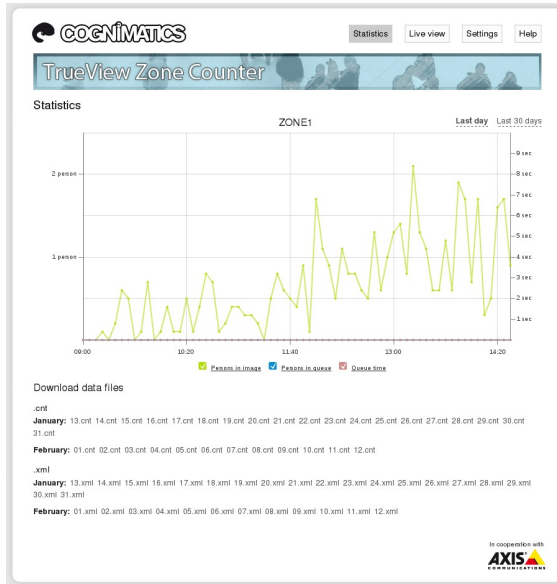 COGNIMATICS
Statistics Live view Settings Help
TrueView Zone Counter
Statistics
ZONE1
Last day Last 30 days
9 sec
2 person
8 sec
7 sec
6 sec
5 sec
1 person
4 sec
3 sec
2 sec
1 sec
09:00 10:20 11:40 13:00 14:20
Persons in image Persons in queue Queue time
Download data files
.cnt
January: 13.cnt 14.cnt 15.cnt 16.cnt 17.cnt 18.cnt 19.cnt 20.cnt 21.cnt 22.cnt 23.cnt 24.cnt 25.cnt 26.cnt 27.cnt 28.cnt 29.cnt 30.cnt
31.cnt
February: 01.cnt 02.cnt 03.cnt 04.cnt 05.cnt 06.cnt 07.cnt 08.cnt 09.cnt 10.cnt 11.cnt 12.cnt
.xml
January: 13.xml 14.xml 15.xml 16.xml 17.xml 18.xml 19.xml 20.xml 21.xml 22.xml 23.xml 24.xml 25.xml 26.xml 27.xml 28.xml 29.xml
30.xml 31.xml
February: 01.xml 02.xml 03.xml 04.xml 05.xml 06.xml 07.xml 08.xml 09.xml 10.xml 11.xml 12.xml
In cooperation with
AXIS
COMMUNICATIONS